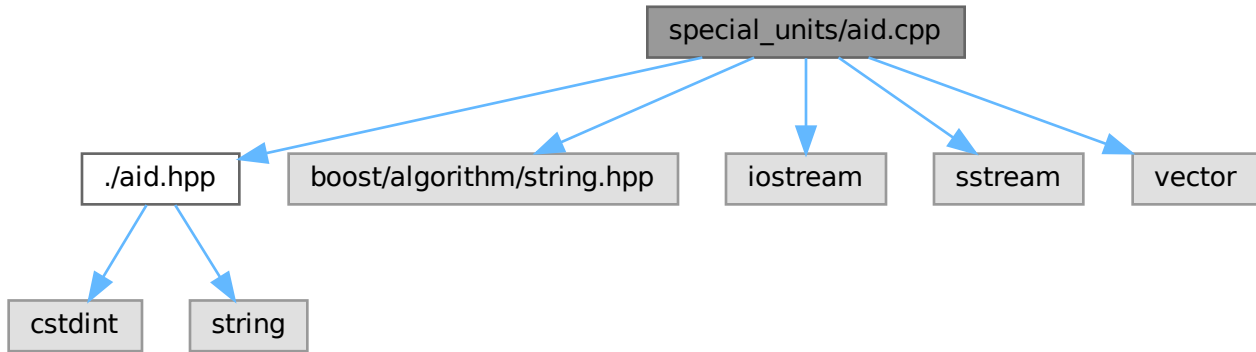 special_units/aid.cpp
./aid.hpp
boost/algorithm/string.hpp
iostream
sstream
vector
cstdint
string